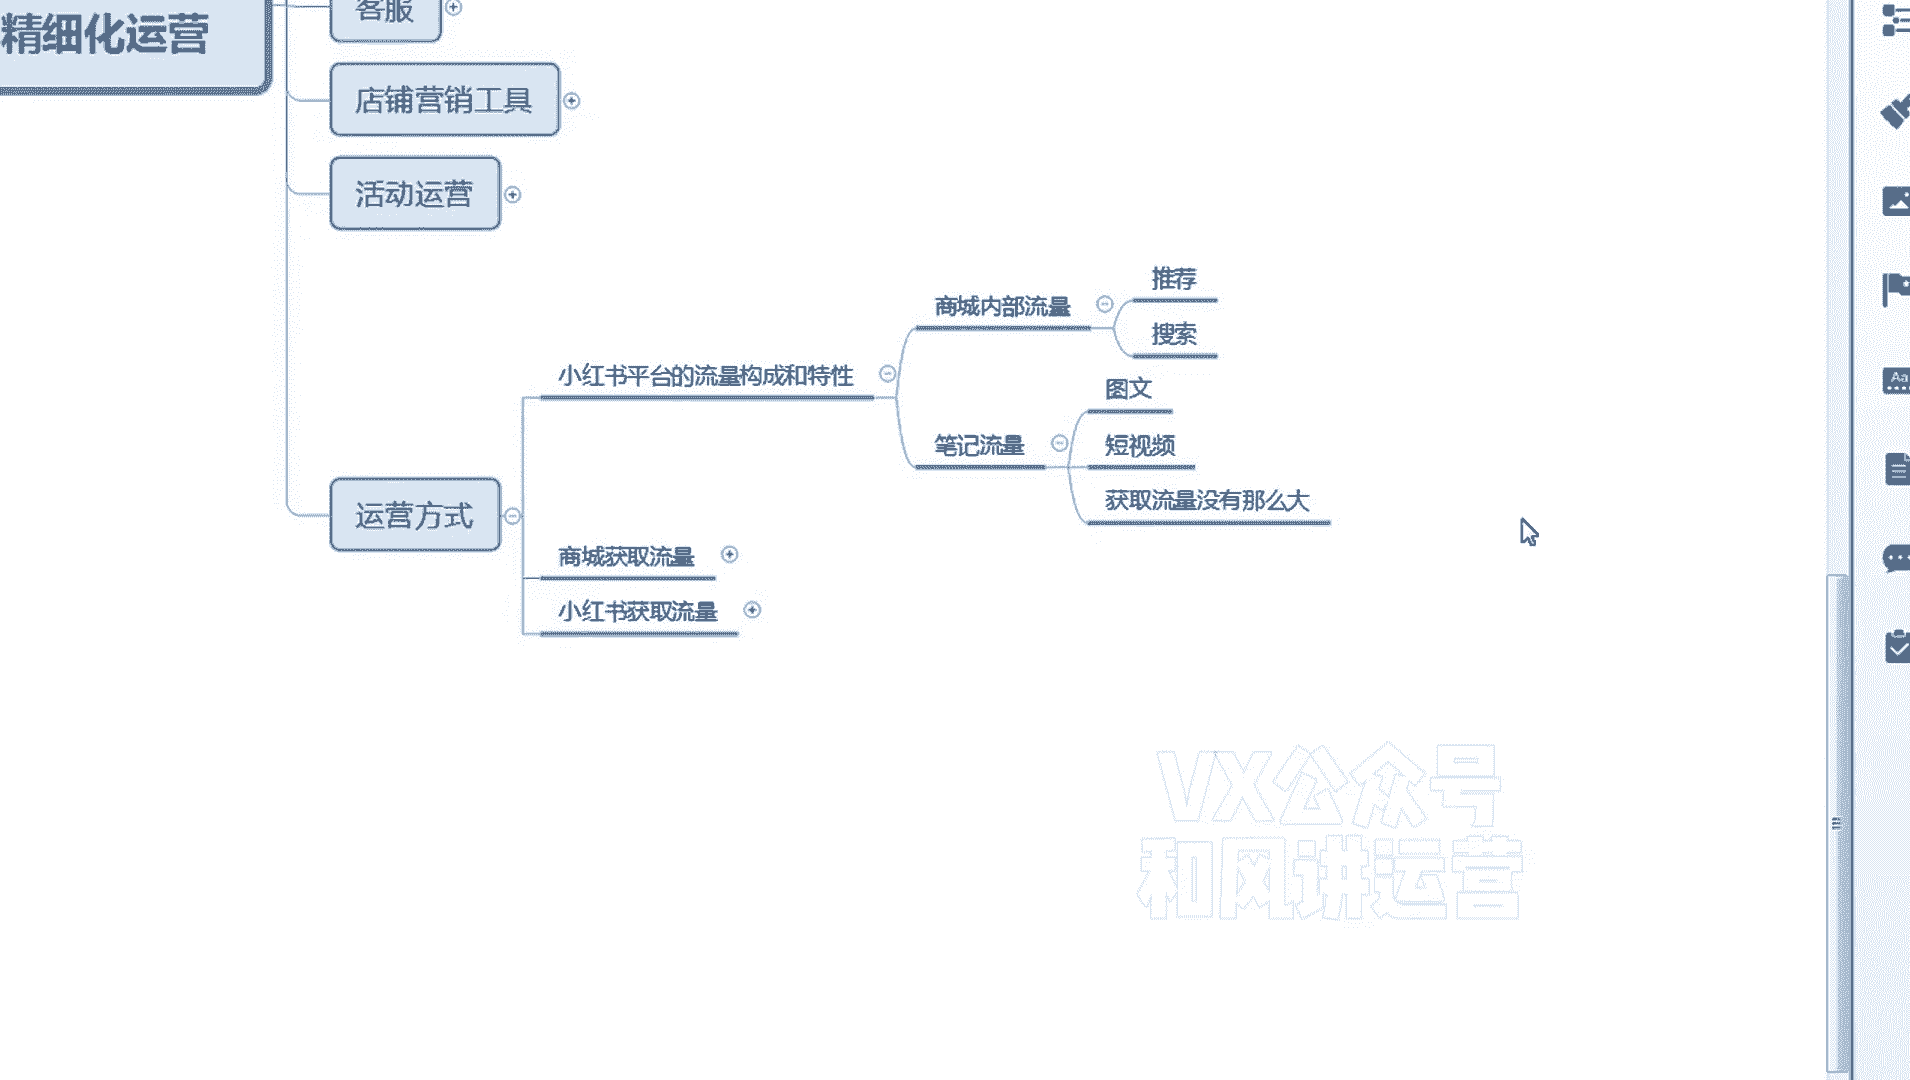 精细化运营
客服
店铺营销工具
活动运营
运营方式
小红书平台的流量构成和特性
商城内部流量
推荐
搜索
笔记流量
图文
短视频
获取流量没有那么大
商城获取流量
小红书获取流量
Aa
VX公众号
和风讲运营